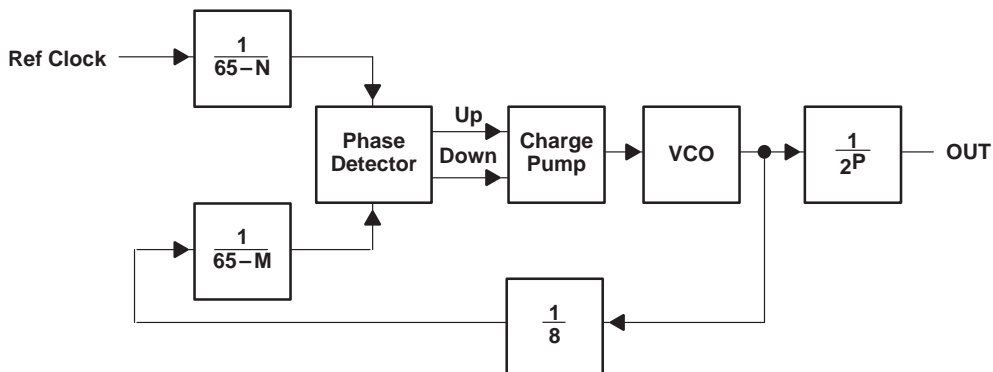 Ref Clock
1
65–N
Phase
Detector
Up
Down
Charge
Pump
VCO
1
2P
OUT
1
65–M
1
8